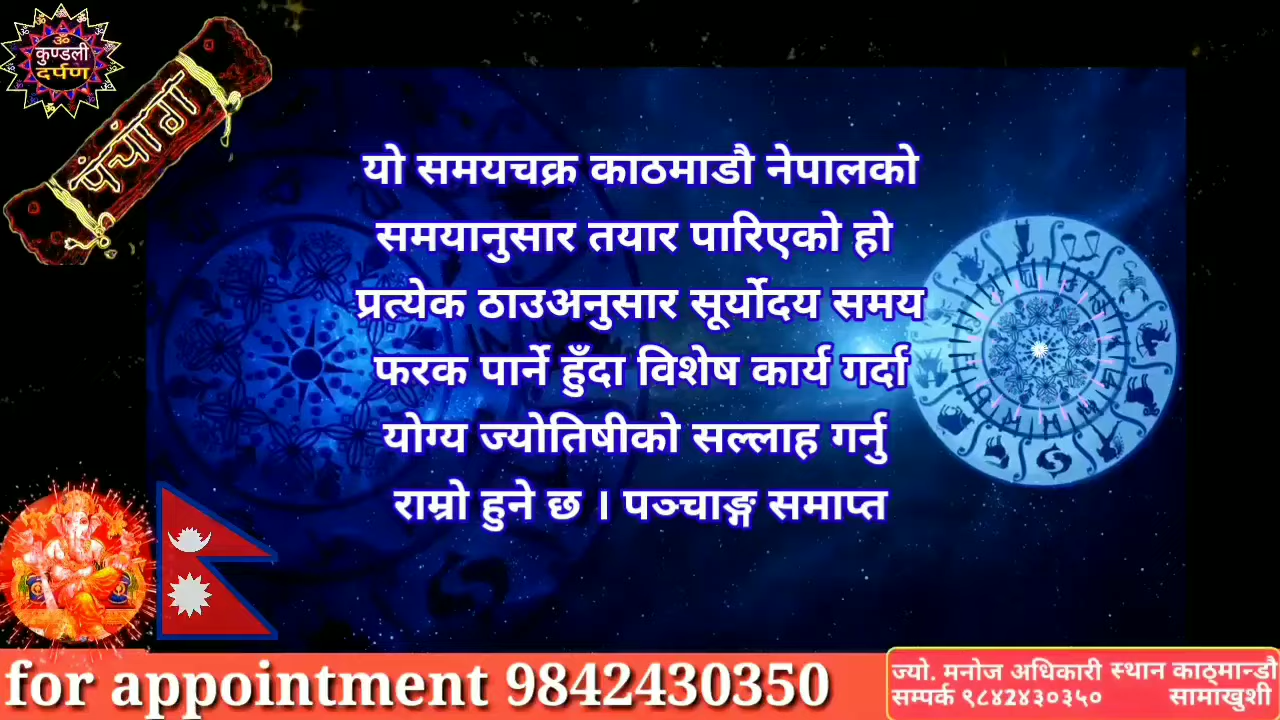 ॐ
कुण्डली
दर्पण
पंचांग
यो समयचक्र काठमाडौ नेपालको
समयानुसार तयार पारिएको हो
प्रत्येक ठाउअनुसार सूर्योदय समय
फरक पार्ने हुँदा विशेष कार्य गर्दा
योग्य ज्योतिषीको सल्लाह गर्नु
राम्रो हुने छ । पञ्चाङ्ग समाप्त
for appointment 9842430350
ज्यो. मनोज अधिकारी स्थान काठ्मान्डौ
सम्पर्क ९८४२४३०३५० सामाखुशी